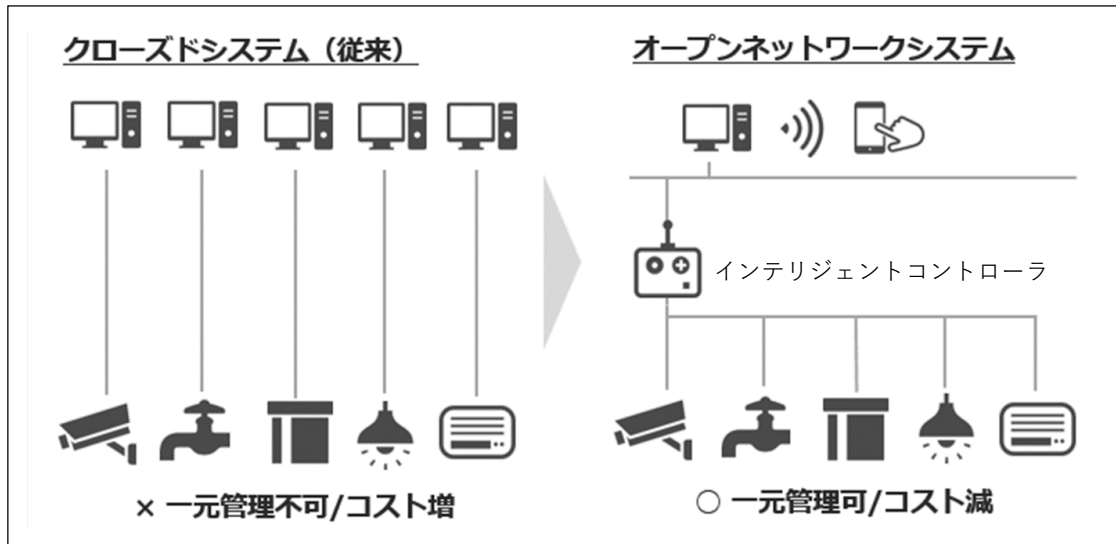 クローズドシステム（従来）
オープンネットワークシステム
インテリジェントコントローラ
× 一元管理不可/コスト増
○ 一元管理可/コスト減